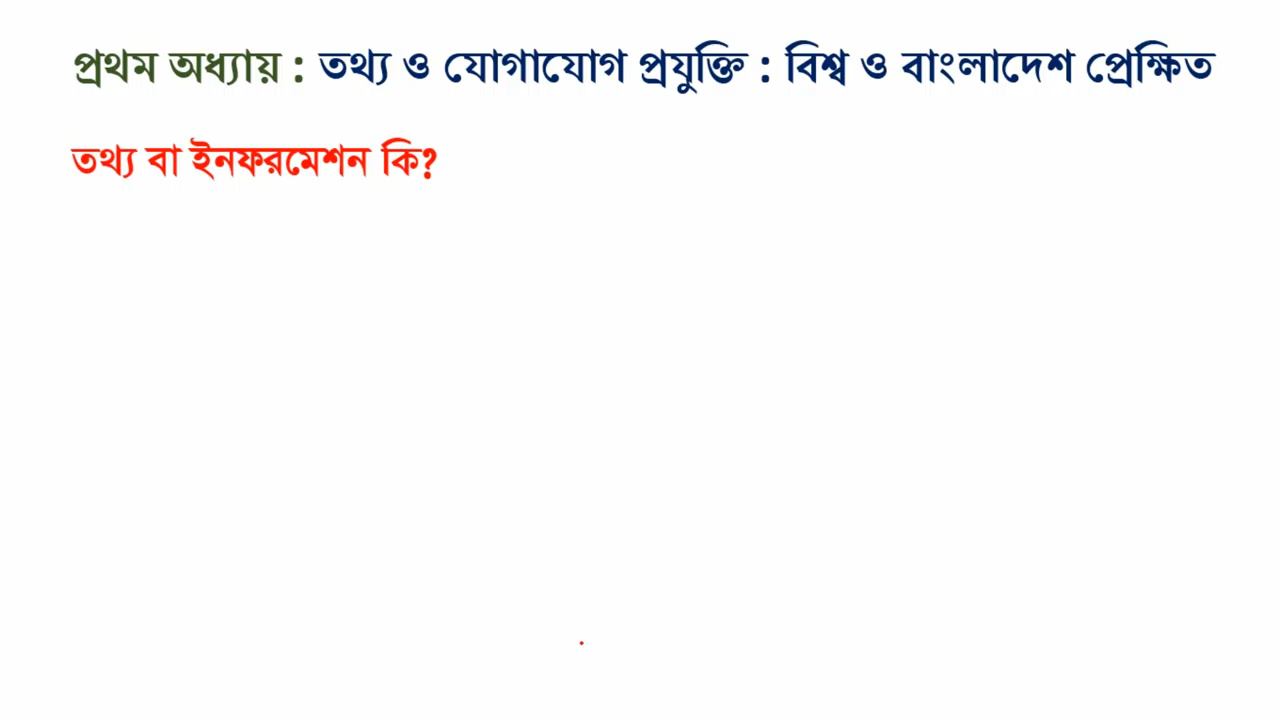 প্রথম অধ্যায় : তথ্য ও যোগাযোগ প্রযুক্তি : বিশ্ব ও বাংলাদেশ প্রেক্ষিত
তথ্য বা ইনফরমেশন কি?